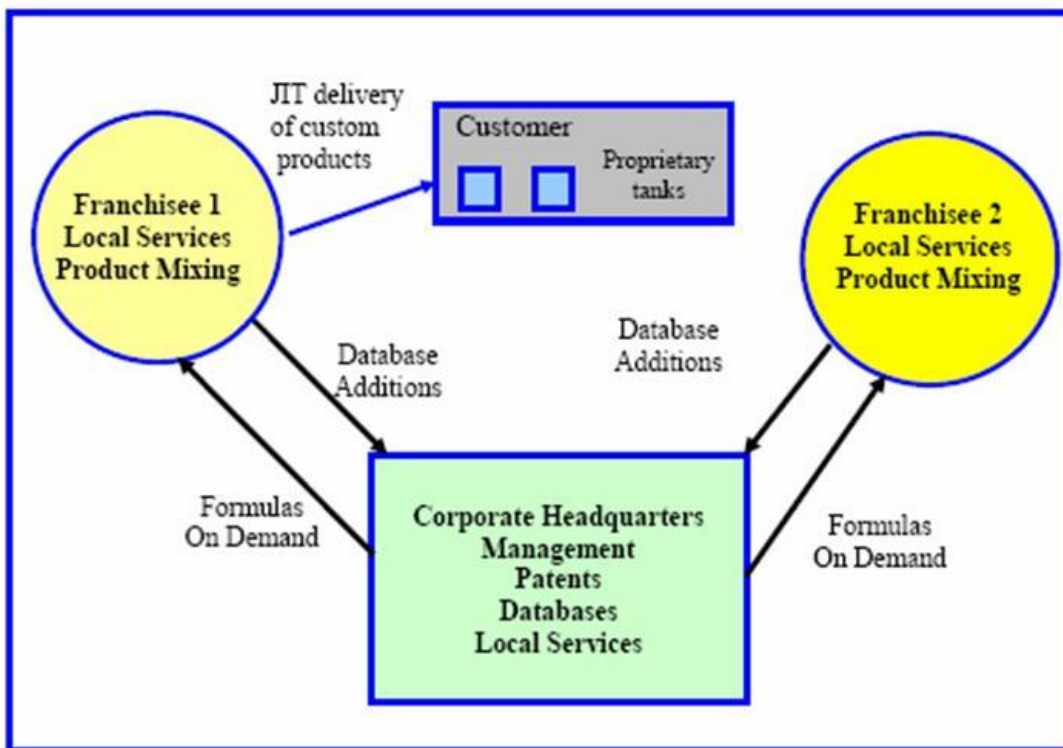 JIT delivery
of custom
products
Customer
Proprietary
tanks
Franchisee 1
Local Services
Product Mixing
Franchisee 2
Local Services
Product Mixing
Database
Additions
Database
Additions
Formulas
On Demand
Corporate Headquarters
Management
Patents
Databases
Local Services
Formulas
On Demand